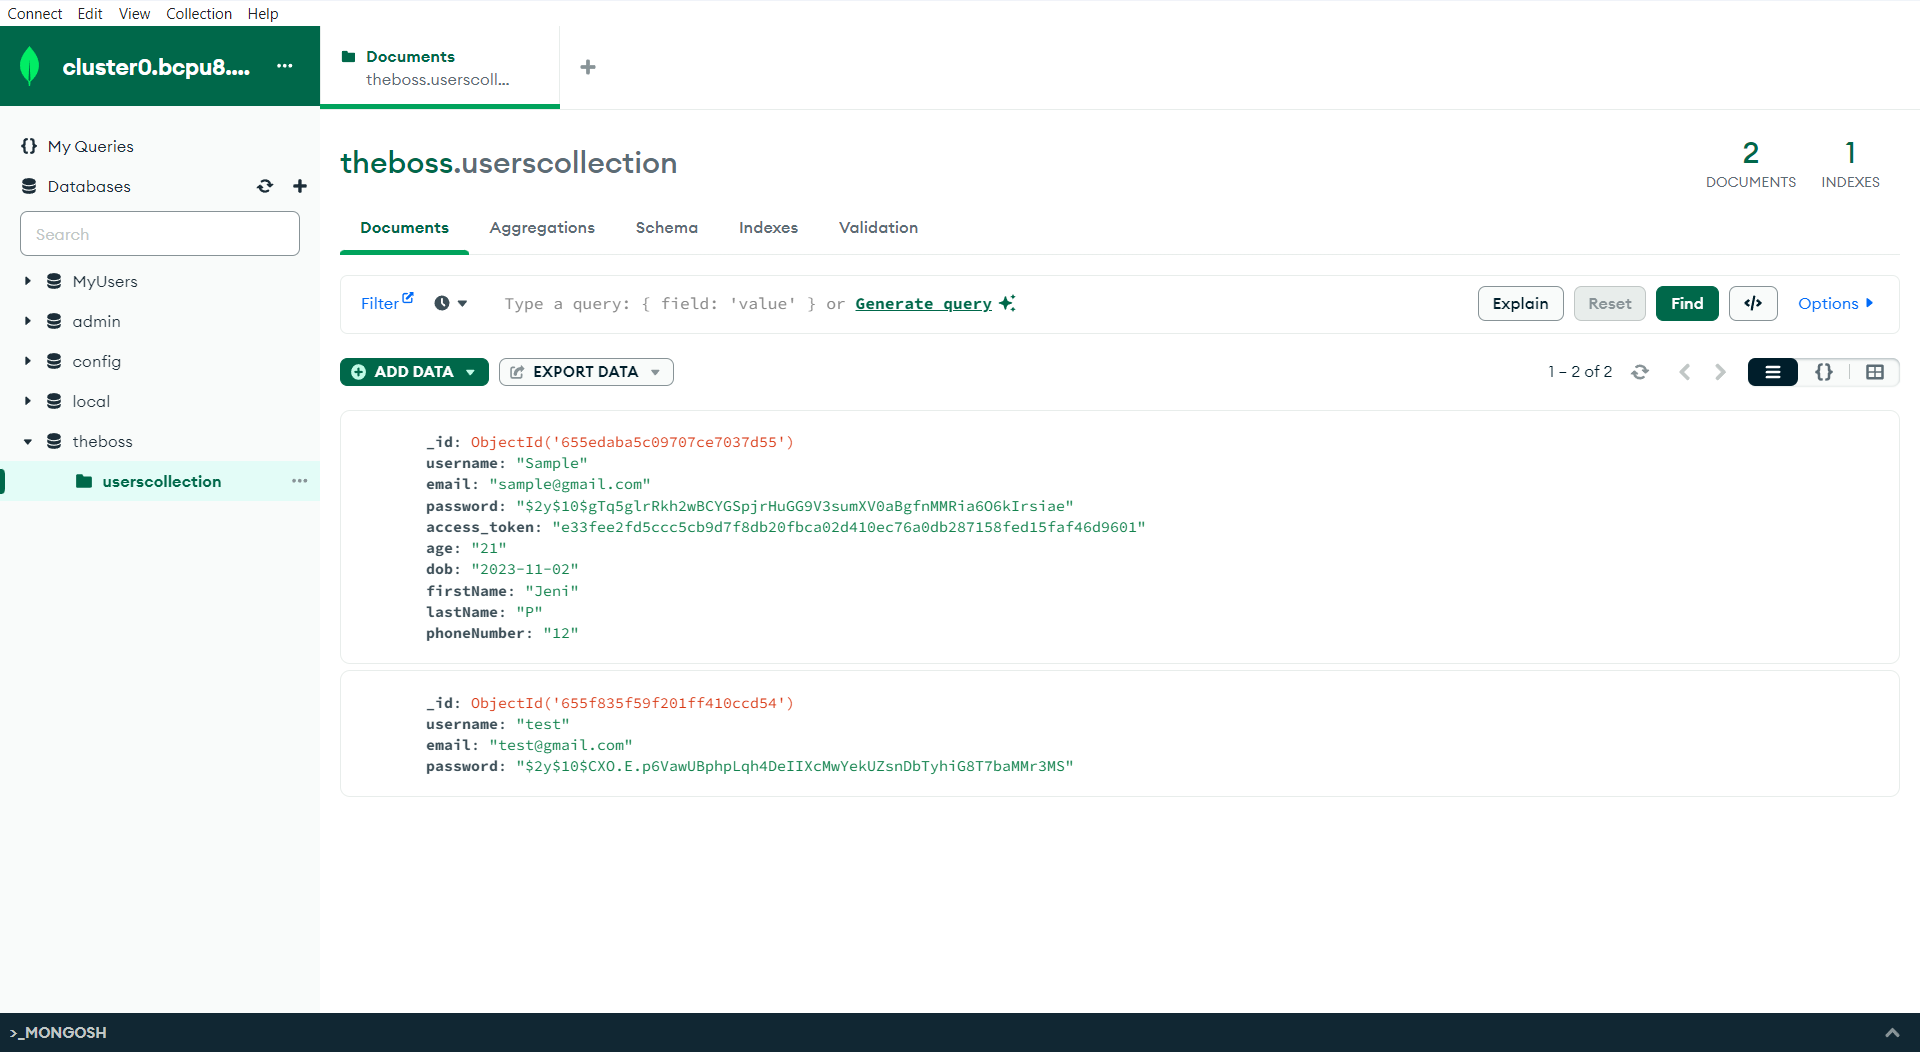 Connect Edit View Collection Help
cluster0.bcpu8....
Documents
theboss.userscoll...
My Queries
Databases
Search
MyUsers
admin
config
local
theboss
userscollection
theboss.userscollection
2
DOCUMENTS
1
INDEXES
Documents Aggregations Schema Indexes Validation
Filter Type a query: { field: 'value' } or Generate query Explain Reset Find </> Options
ADD DATA EXPORT DATA 1 – 2 of 2 {}
_id: ObjectId('655edaba5c09707ce7037d55')
username: "Sample"
email: "sample@gmail.com"
password: "$2y$10$gTq5glrRkh2wBCYGSpjrHuGG9V3sumXV0aBgfnMMRia6O6kIrsiae"
access_token: "e33fee2fd5ccc5cb9d7f8db20fbca02d410ec76a0db287158fed15faf46d9601"
age: "21"
dob: "2023-11-02"
firstName: "Jeni"
lastName: "P"
phoneNumber: "12"
_id: ObjectId('655f835f59f201ff410ccd54')
username: "test"
email: "test@gmail.com"
password: "$2y$10$CXO.E.p6VawUBphpLqh4DeIIXcMwYekUZsnDbTyhiG8T7baMMr3MS"
>_MONGOSH